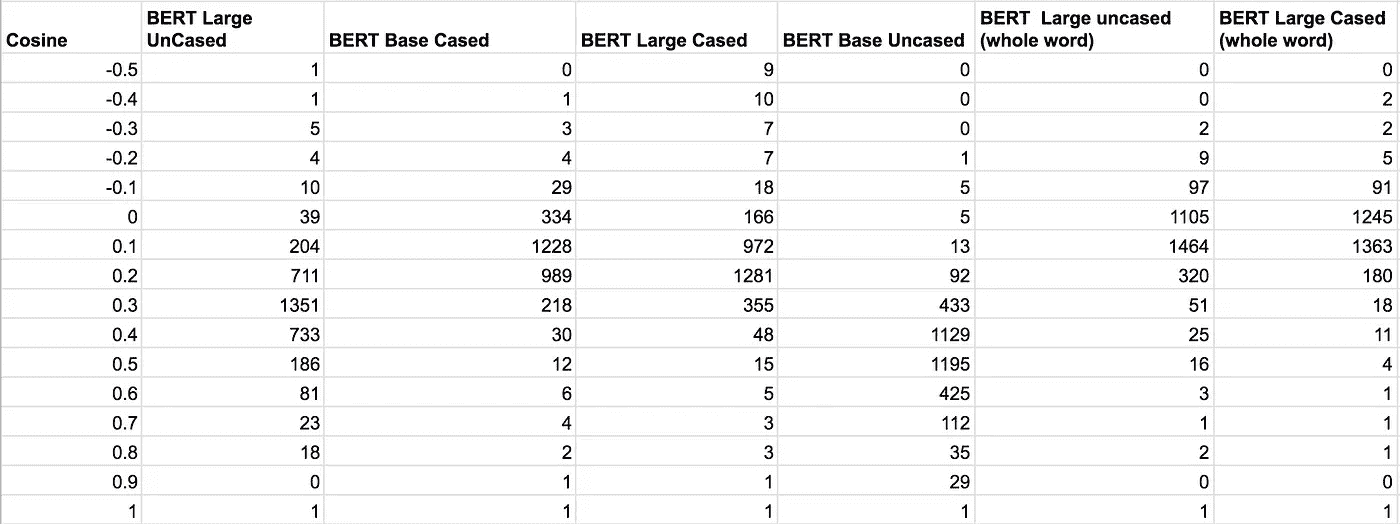 Cosine BERT Large UnCased BERT Base Cased BERT Large Cased BERT Base Uncased BERT  Large uncased (whole word) BERT Large Cased (whole word)
-0.5 1 0 9 0 0 0
-0.4 1 1 10 0 0 2
-0.3 5 3 7 0 2 2
-0.2 4 4 7 1 9 5
-0.1 10 29 18 5 97 91
0 39 334 166 5 1105 1245
0.1 204 1228 972 13 1464 1363
0.2 711 989 1281 92 320 180
0.3 1351 218 355 433 51 18
0.4 733 30 48 1129 25 11
0.5 186 12 15 1195 16 4
0.6 81 6 5 425 3 1
0.7 23 4 3 112 1 1
0.8 18 2 3 35 2 1
0.9 0 1 1 29 0 0
1 1 1 1 1 1 1